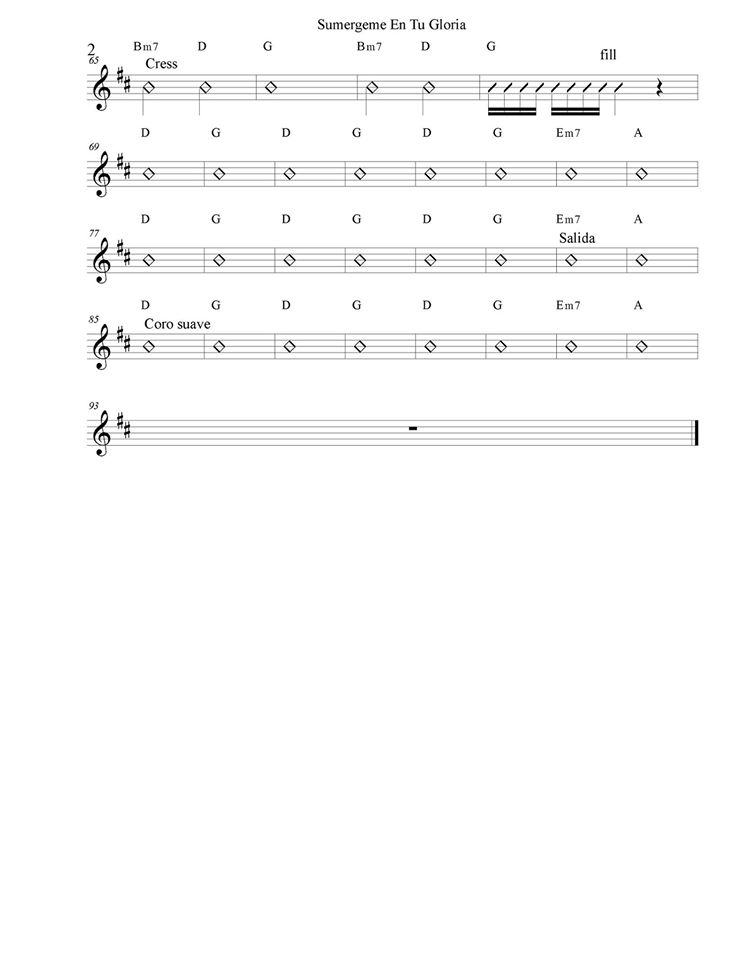 Sumergeme En Tu Gloria
2
Bm7 D G Bm7 D G
65 Cress fill
D G D G D G Em7 A
69
D G D G D G Em7 A
77 Salida
D G D G D G Em7 A
85 Coro suave
93